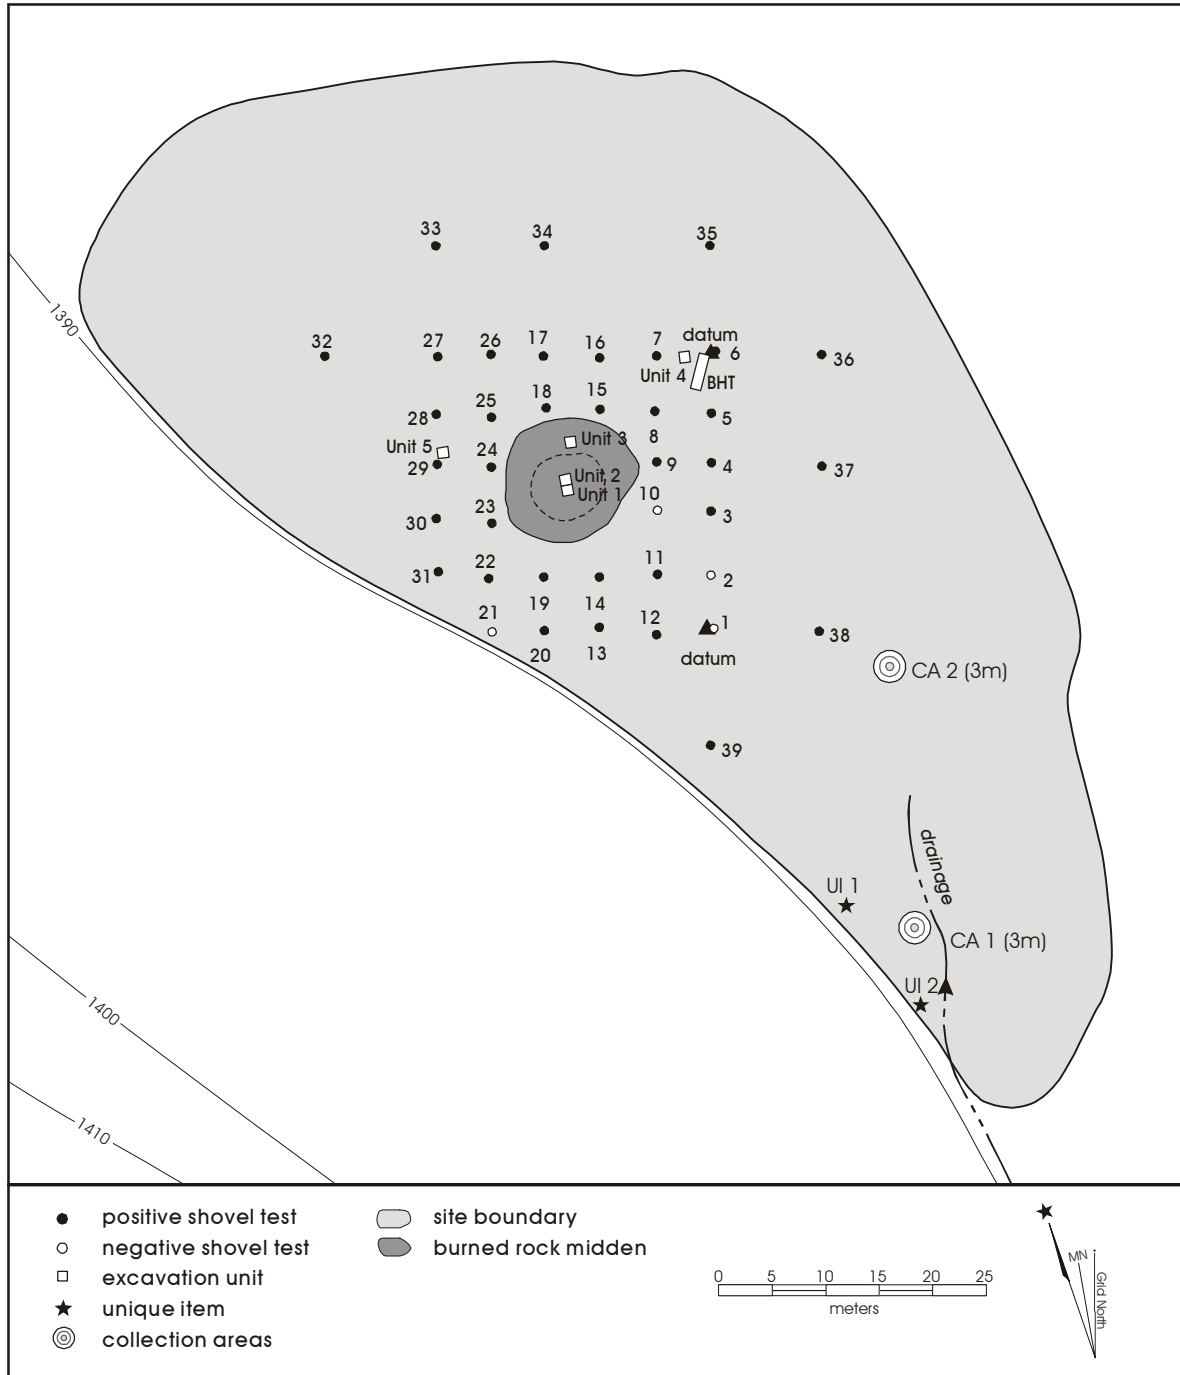 33
34
35
1390
32
27
26
17
16
7
datum
6
36
Unit 4
BHT
18
15
25
28
5
8
Unit 5
24
Unit 3
29
9
4
37
Unit 2
Unit 1
10
23
30
3
11
22
31
2
21
19
14
12
1
38
20
13
datum
CA 2 (3m)
39
drainage
UI 1
CA 1 (3m)
UI 2
1400
1410
positive shovel test
negative shovel test
excavation unit
unique item
collection areas
site boundary
burned rock midden
0 5 10 15 20 25
meters
MN
Grid North